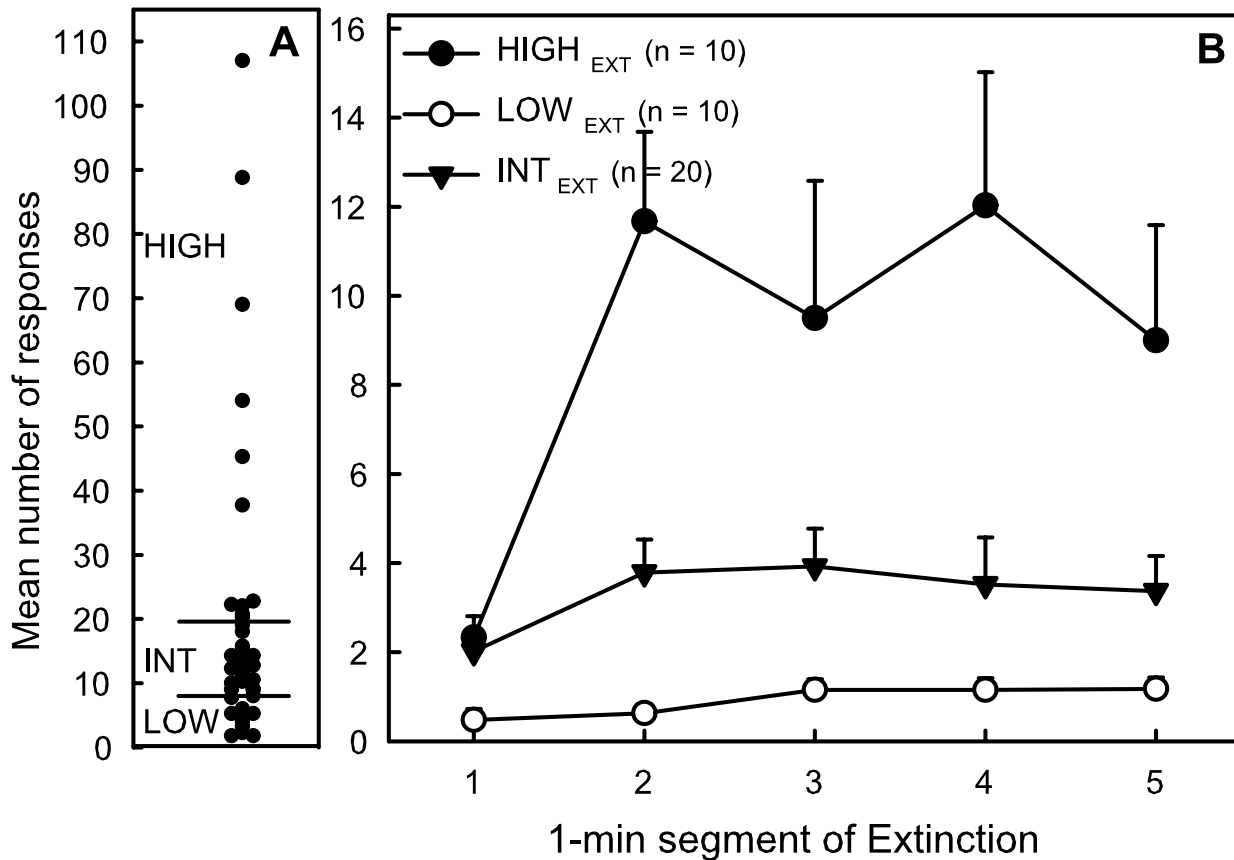 A
Mean number of responses
110
100
90
80
70
60
50
40
30
20
10
0
HIGH
INT
LOW
B
16
14
12
10
8
6
4
2
0
HIGH EXT (n = 10)
LOW EXT (n = 10)
INT EXT (n = 20)
1 2 3 4 5
1-min segment of Extinction